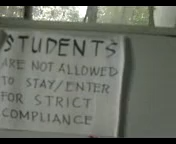 STUDENTS
ARE NOT ALLOWED
TO STAY/ENTER
FOR STRICT
COMPLIANCE